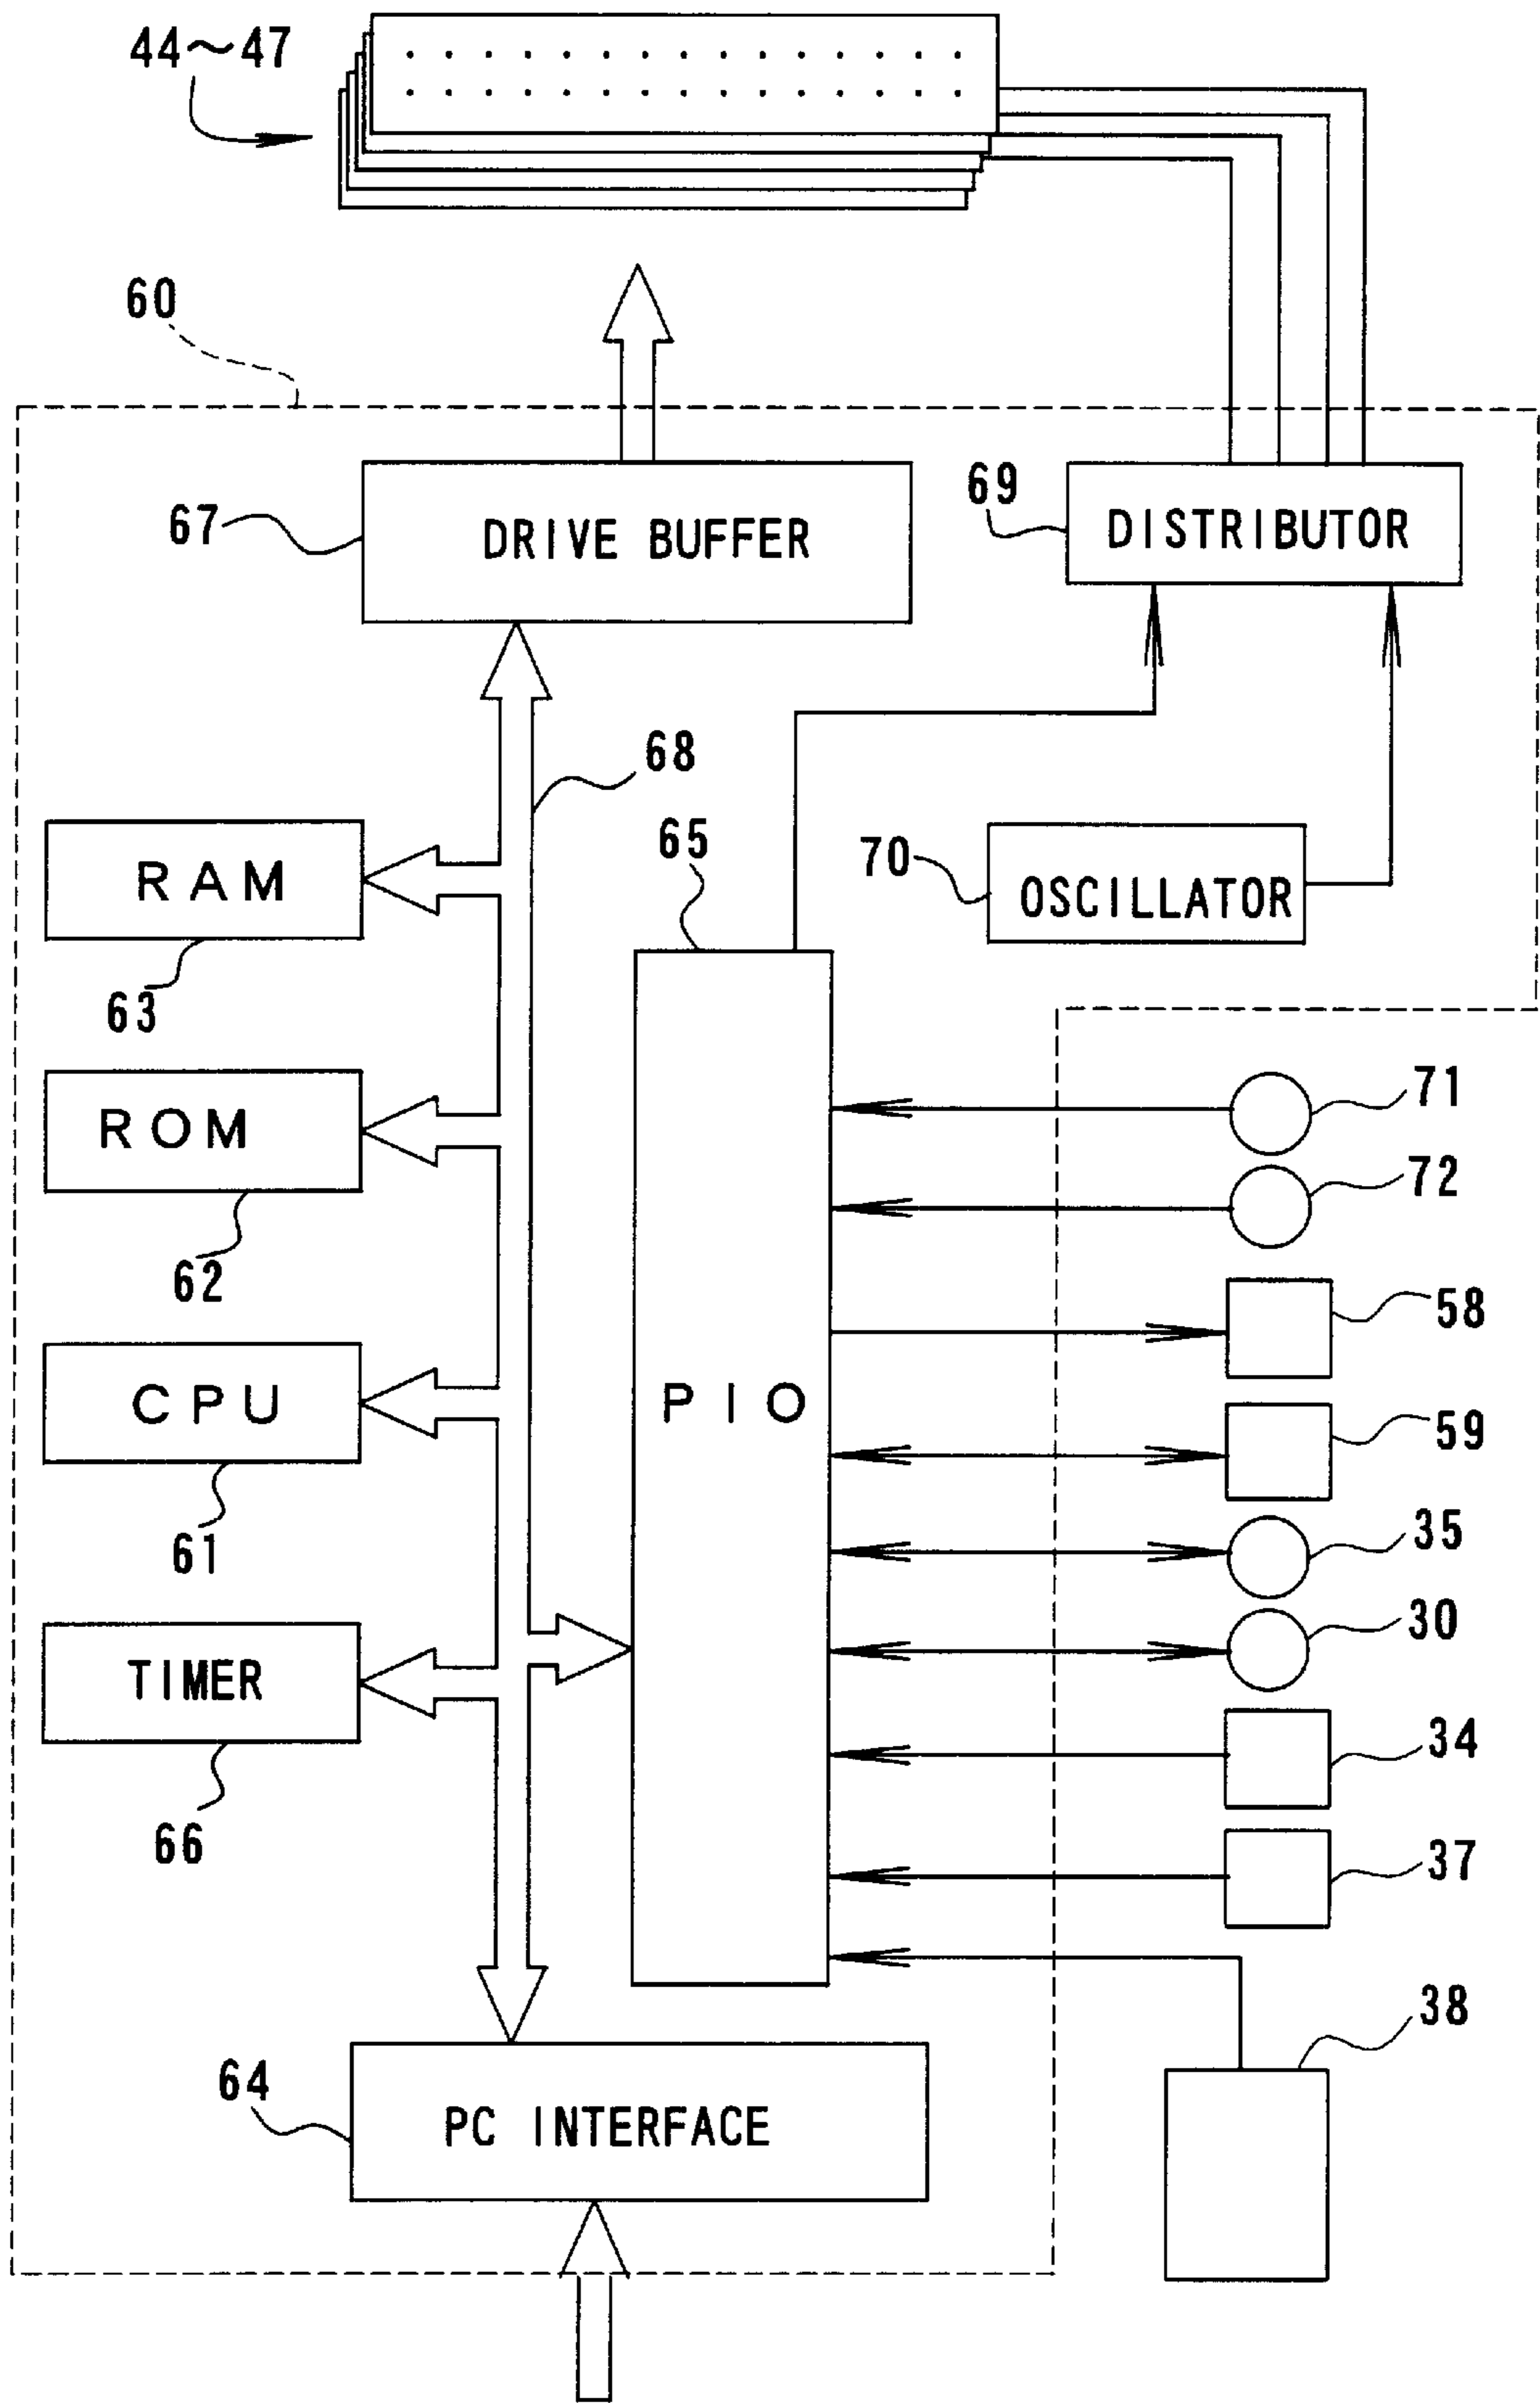 44～47
60
67
DRIVE BUFFER
69
DISTRIBUTOR
68
65
70
OSCILLATOR
RAM
63
71
ROM
72
62
58
CPU
PIO
59
61
35
30
TIMER
34
66
37
38
64
PC INTERFACE